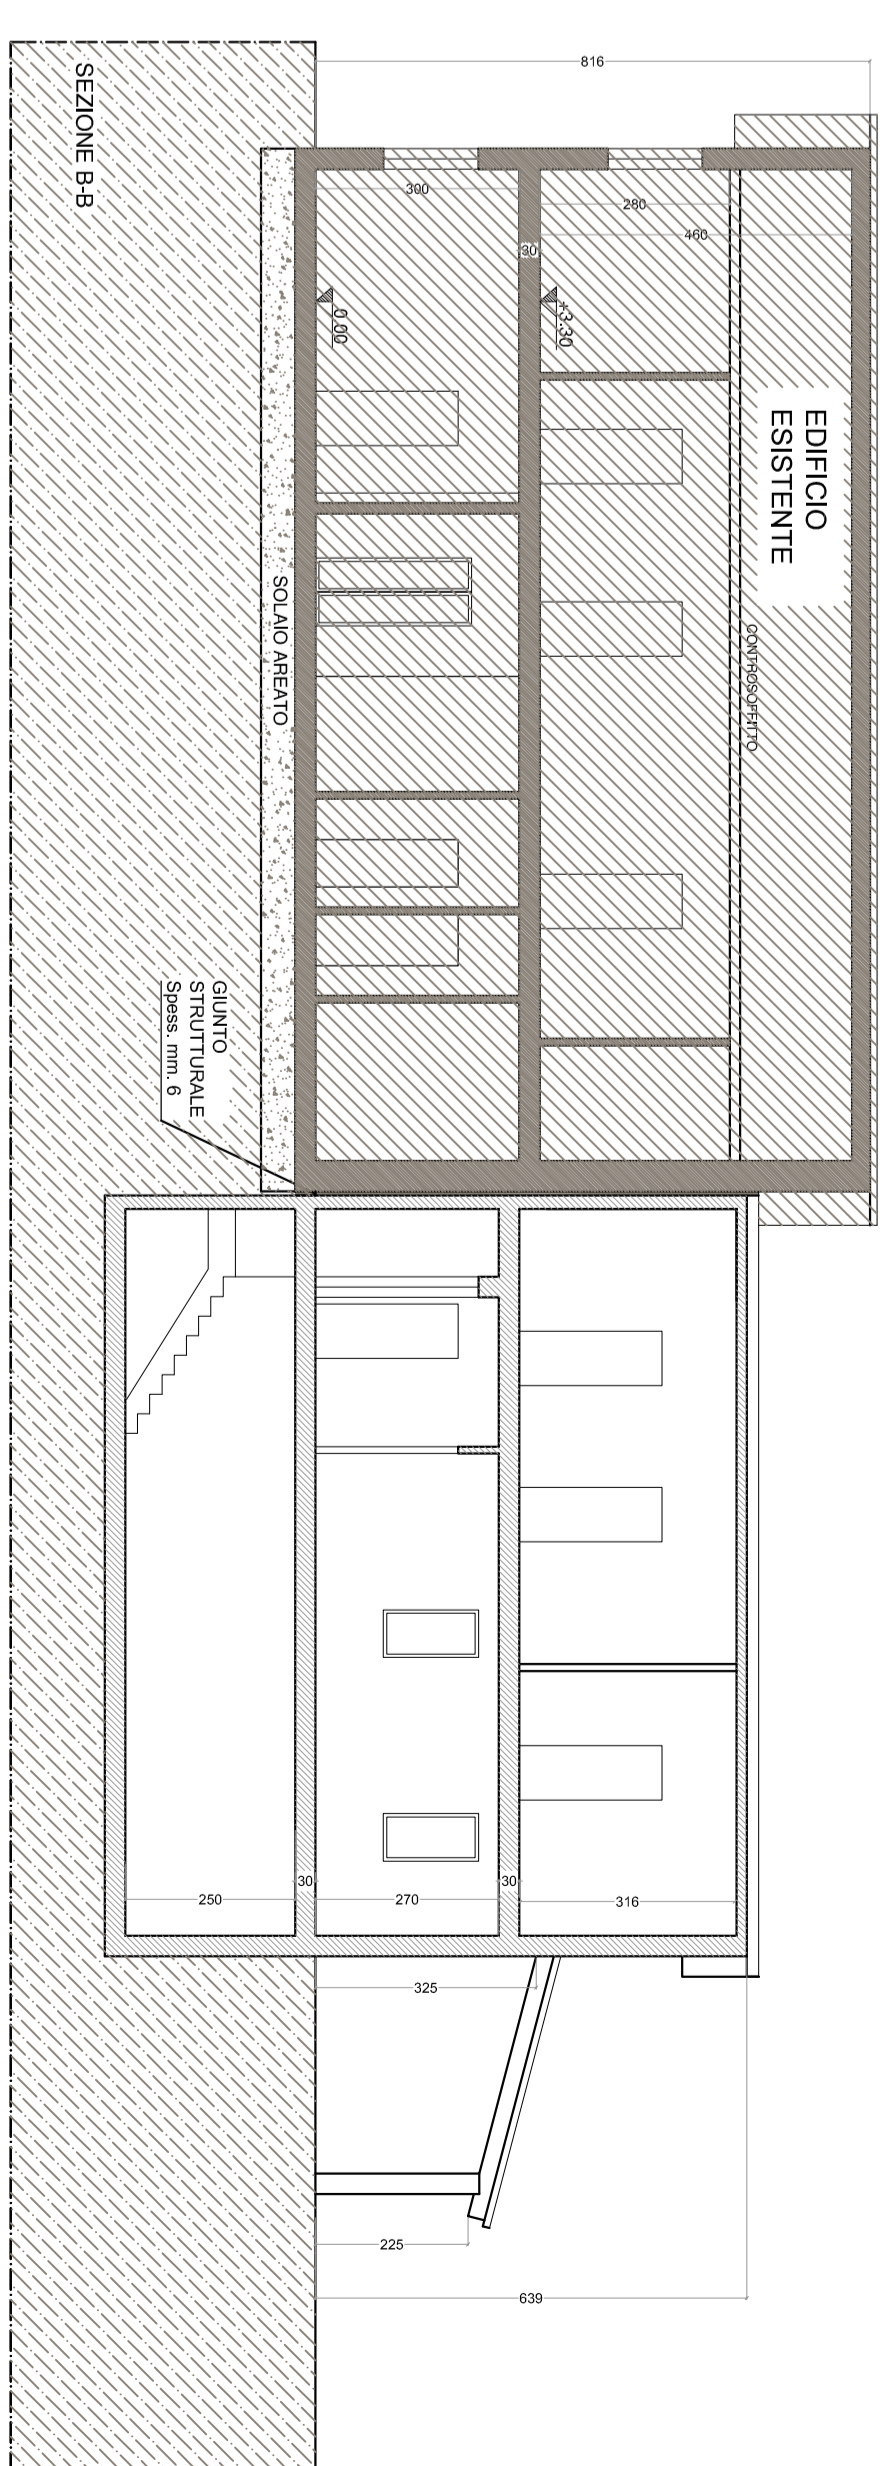 816
300
280
460
30
0.00
+3.30
EDIFICIO
ESISTENTE
CONTROSOFFITTO
SOLAIO AREATO
GIUNTO
STRUTTURALE
Spess. mm. 6
250
30
270
30
316
325
225
639
SEZIONE B-B